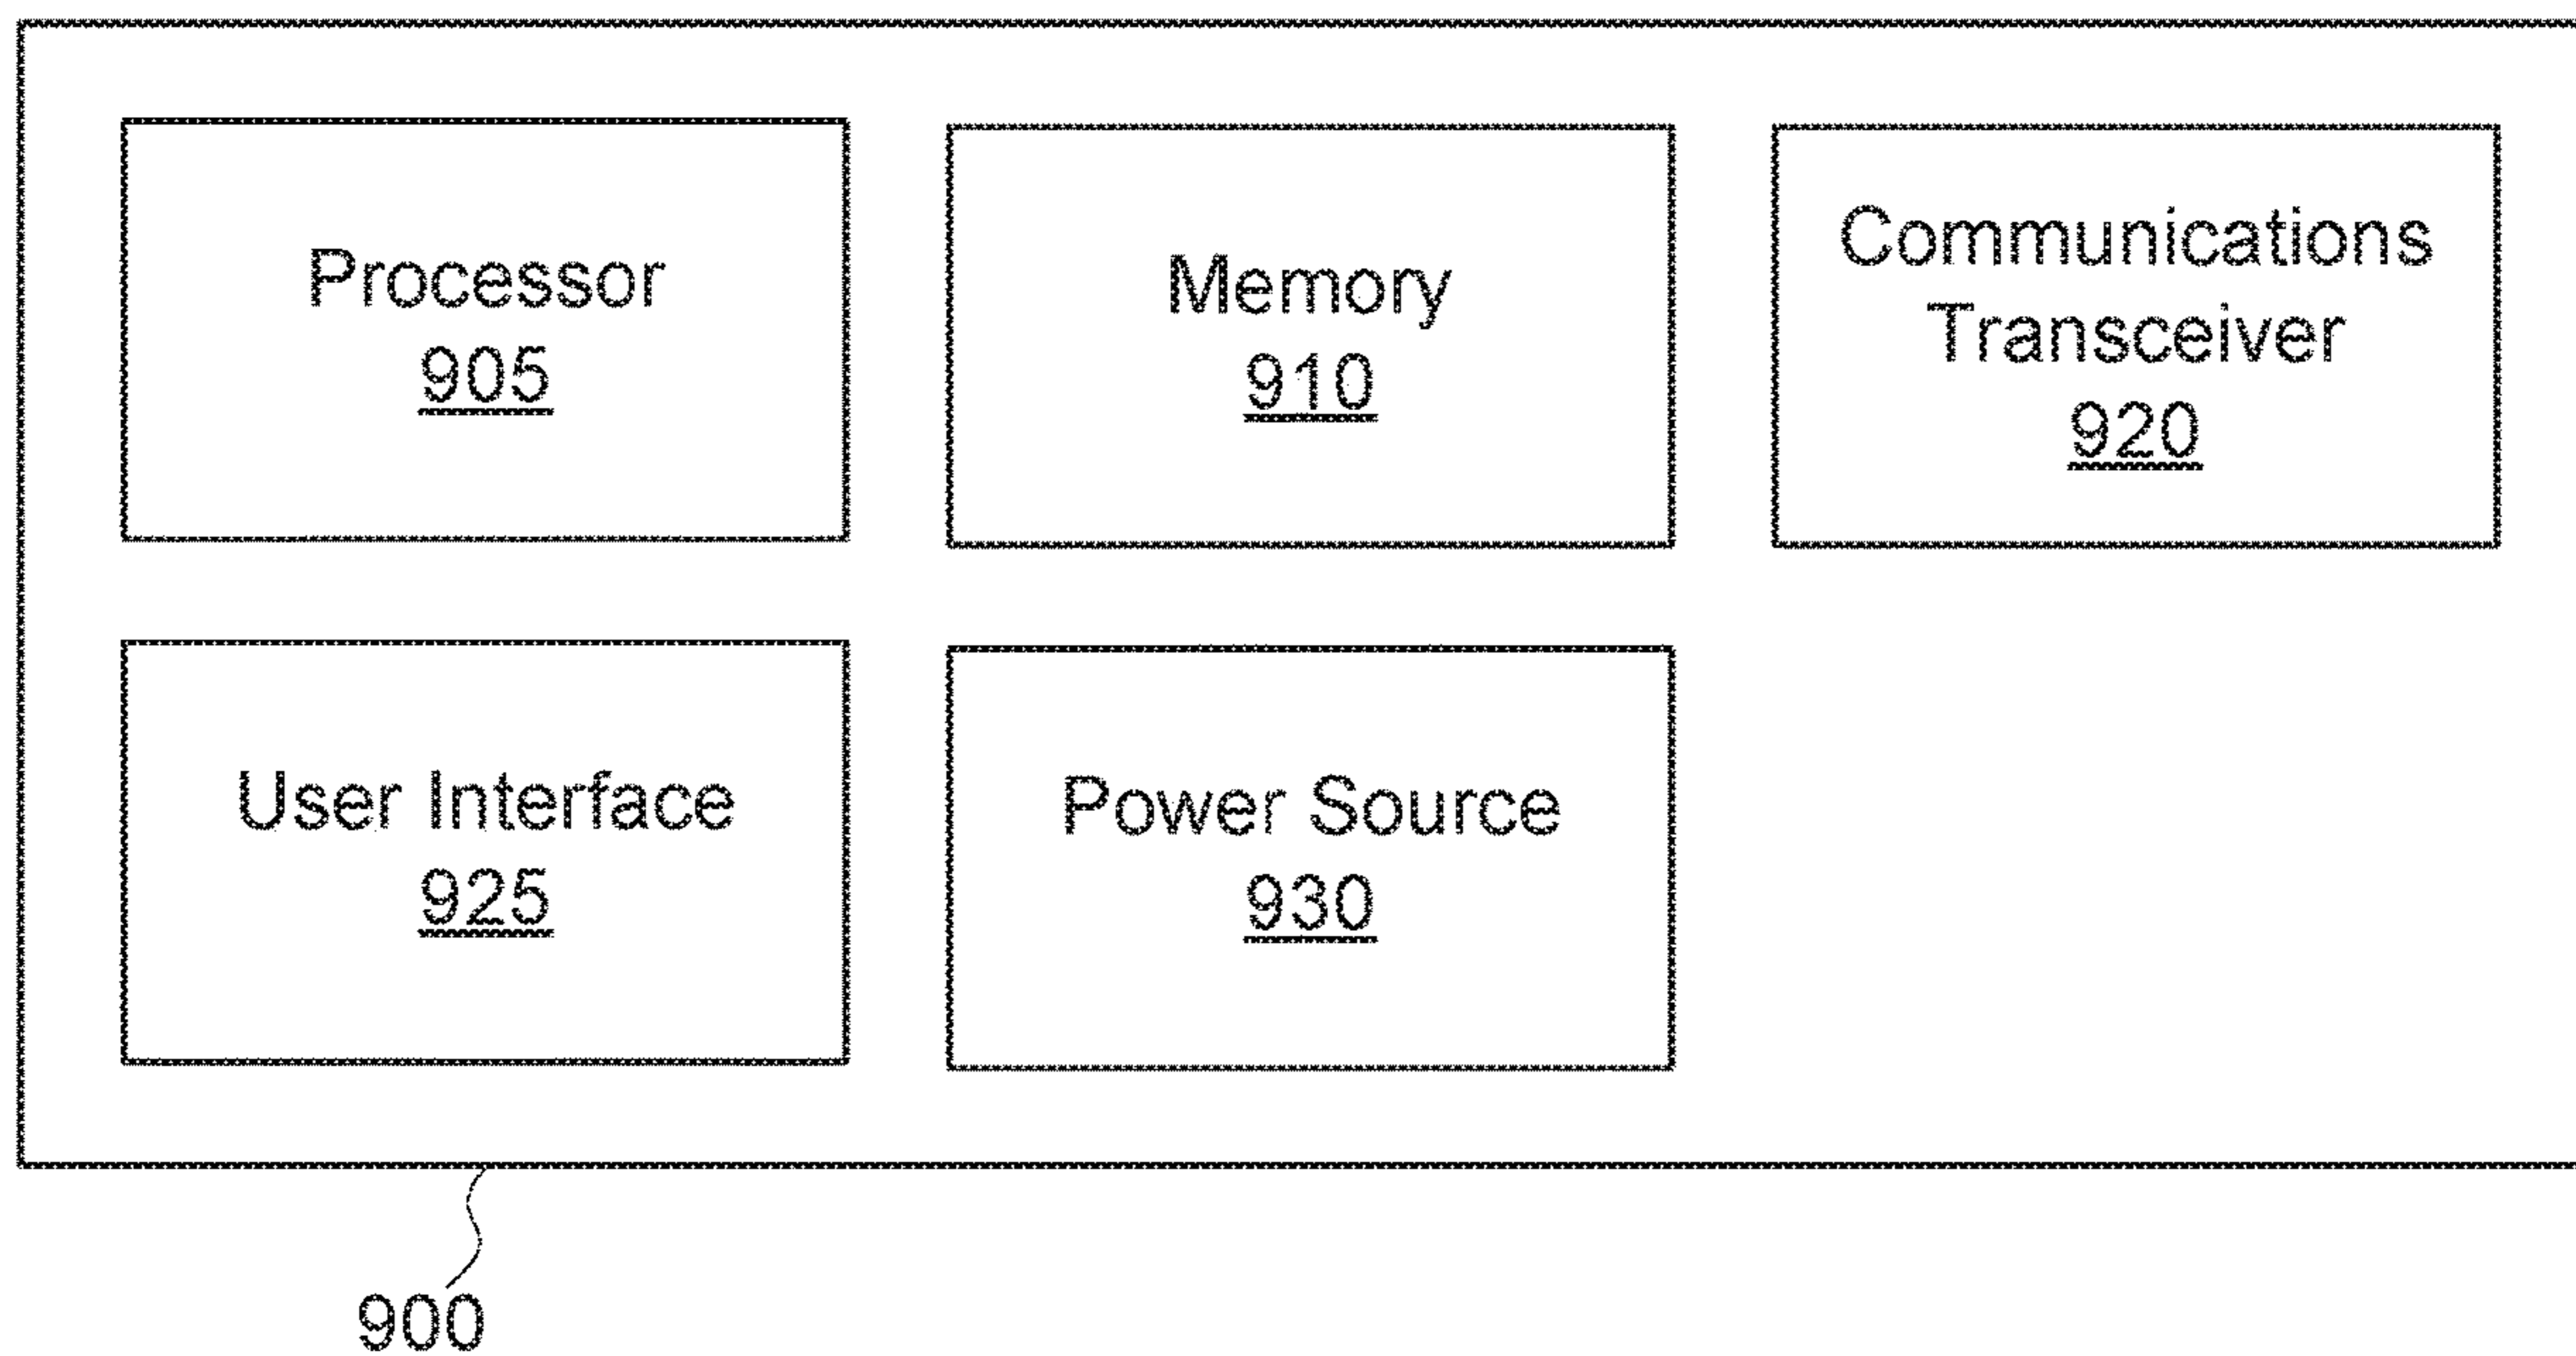 Processor
905
Memory
910
Communications
Transceiver
920
User Interface
925
Power Source
930
900